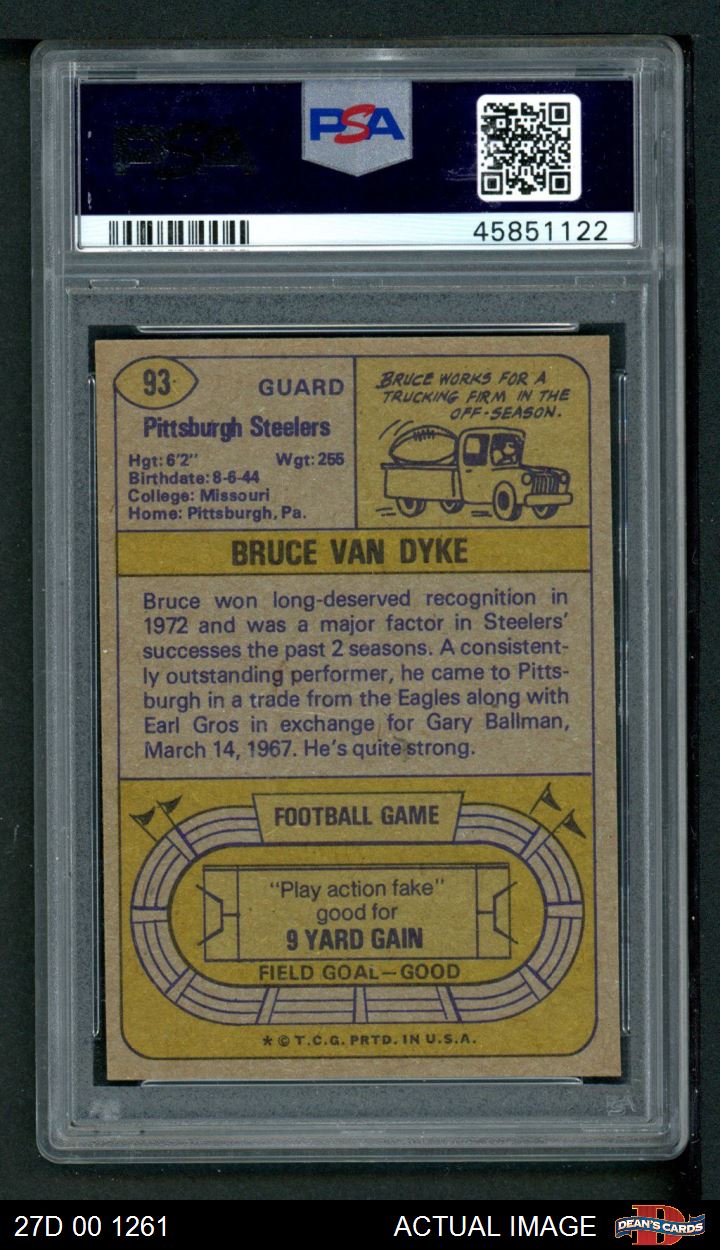 PSA
PSA
45851122
93
GUARD
Pittsburgh Steelers
Hgt: 6'2" Wgt: 255
Birthdate: 8-6-44
College: Missouri
Home: Pittsburgh, Pa.
BRUCE WORKS FOR A
TRUCKING FIRM IN THE
OFF-SEASON.
BRUCE VAN DYKE
Bruce won long-deserved recognition in
1972 and was a major factor in Steelers'
successes the past 2 seasons. A consistent-
ly outstanding performer, he came to Pitts-
burgh in a trade from the Eagles along with
Earl Gros in exchange for Gary Ballman,
March 14, 1967. He's quite strong.
FOOTBALL GAME
"Play action fake"
good for
9 YARD GAIN
FIELD GOAL—GOOD
* © T.C.G. PRTD. IN U.S.A.
PSA
27D 00 1261
ACTUAL IMAGE
D
DEAN'S CARDS